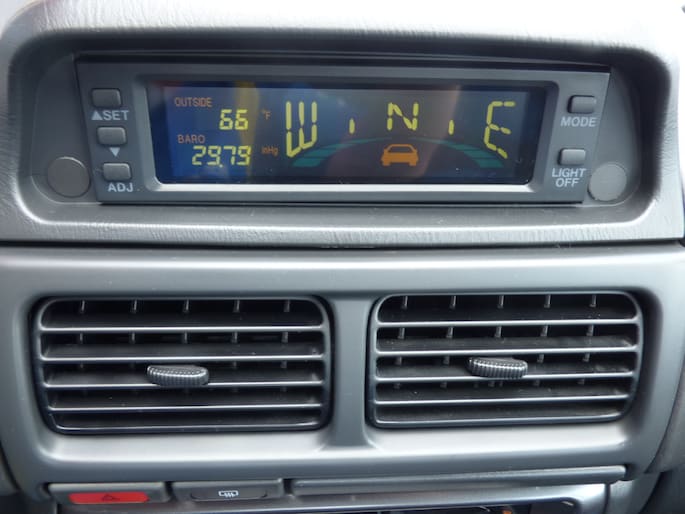 OUTSIDE
66 °F
BARO
29.79 inHg
W I N I E
▲SET
▼
ADJ
MODE
LIGHT
OFF